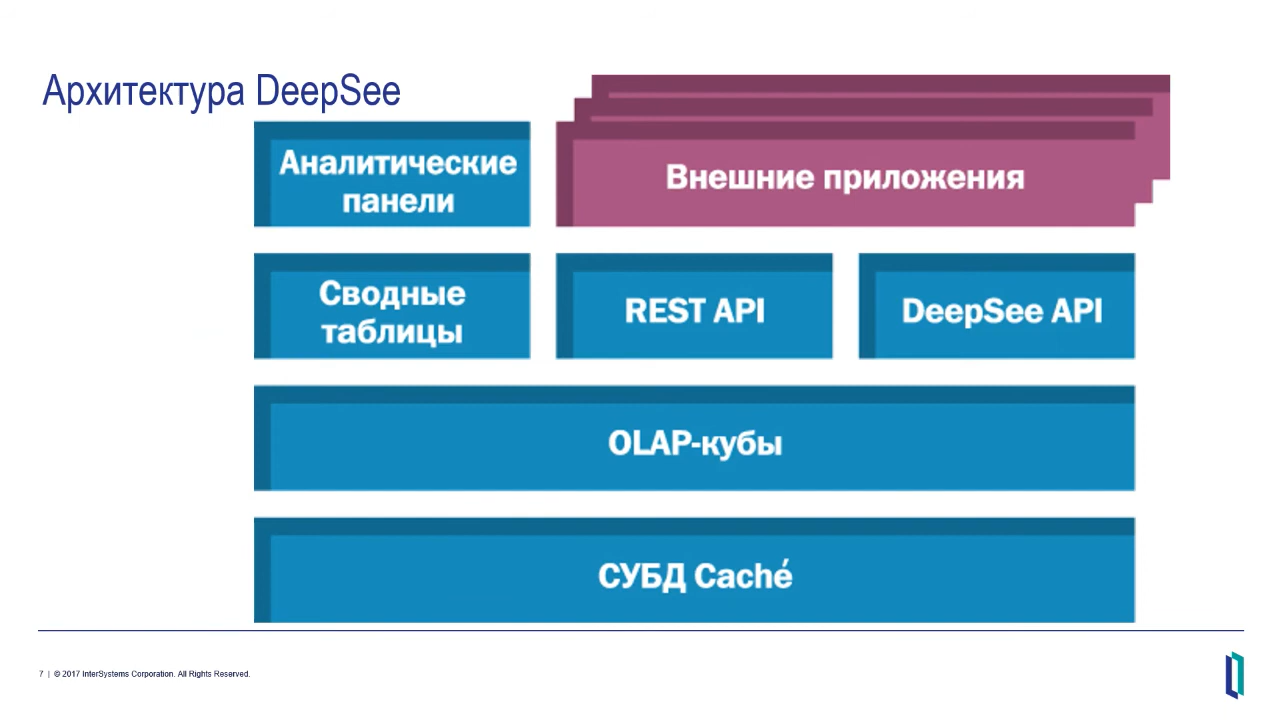 Архитектура DeepSee
Аналитические
панели
Внешние приложения
Сводные
таблицы
REST API
DeepSee API
OLAP-кубы
СУБД Caché
7 | © 2017 InterSystems Corporation. All Rights Reserved.